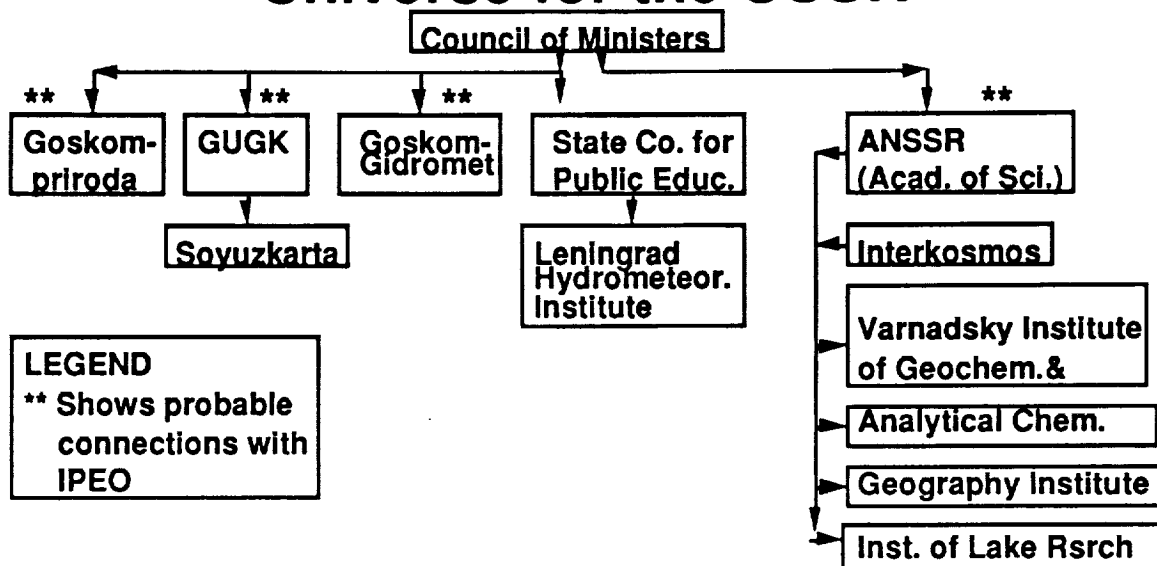 Council of Ministers
** ** ** **
Goskom-
priroda
GUGK
Goskom-
Gidromet
State Co. for
Public Educ.
ANSSR
(Acad. of Sci.)
Soyuzkarta
Leningrad
Hydrometeor.
Institute
Interkosmos
Varnadsky Institute
of Geochem.&
Analytical Chem.
Geography Institute
Inst. of Lake Rsrch
LEGEND
** Shows probable
connections with
IPEO